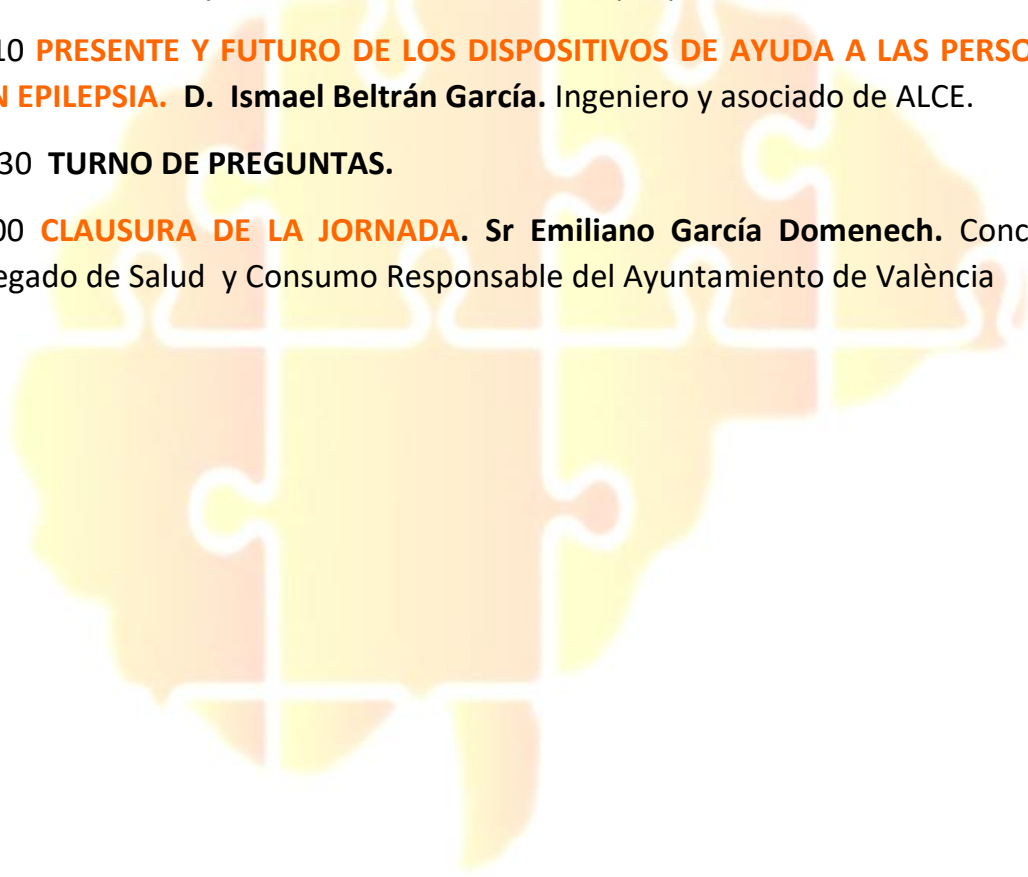 10 PRESENTE Y FUTURO DE LOS DISPOSITIVOS DE AYUDA A LAS PERSO
N EPILEPSIA. D. Ismael Beltrán García. Ingeniero y asociado de ALCE.
30 TURNO DE PREGUNTAS.
00 CLAUSURA DE LA JORNADA. Sr Emiliano García Domenech. Conc
egado de Salud y Consumo Responsable del Ayuntamiento de València